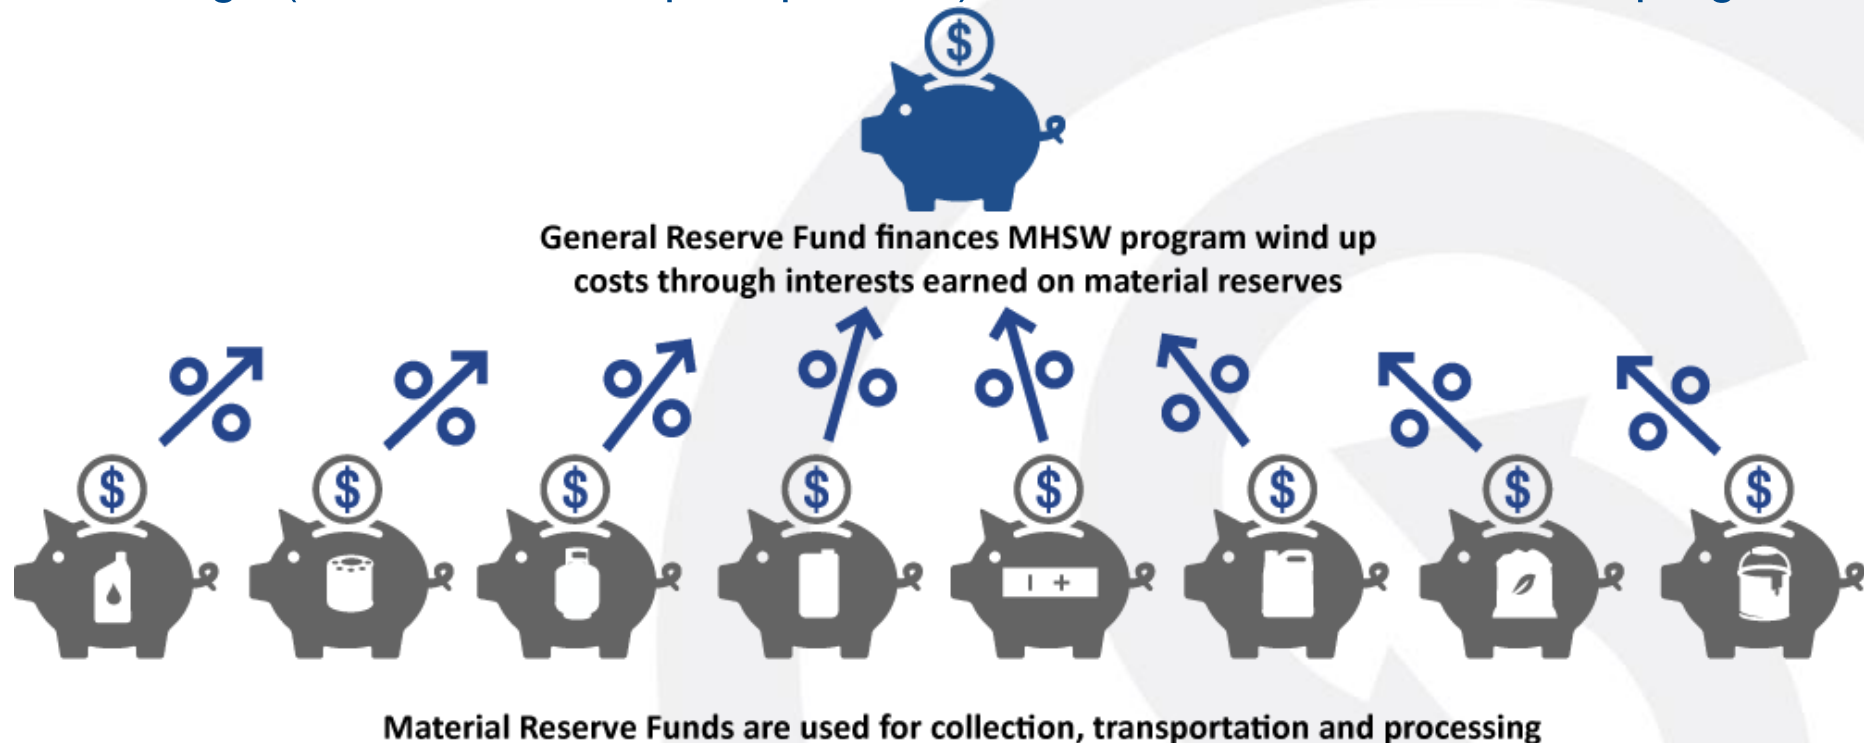 General Reserve Fund finances MHSW program wind up
costs through interests earned on material reserves
% % % % % % % %
$
$ $ $ $ $ $ $ $
Material Reserve Funds are used for collection, transportation and processing